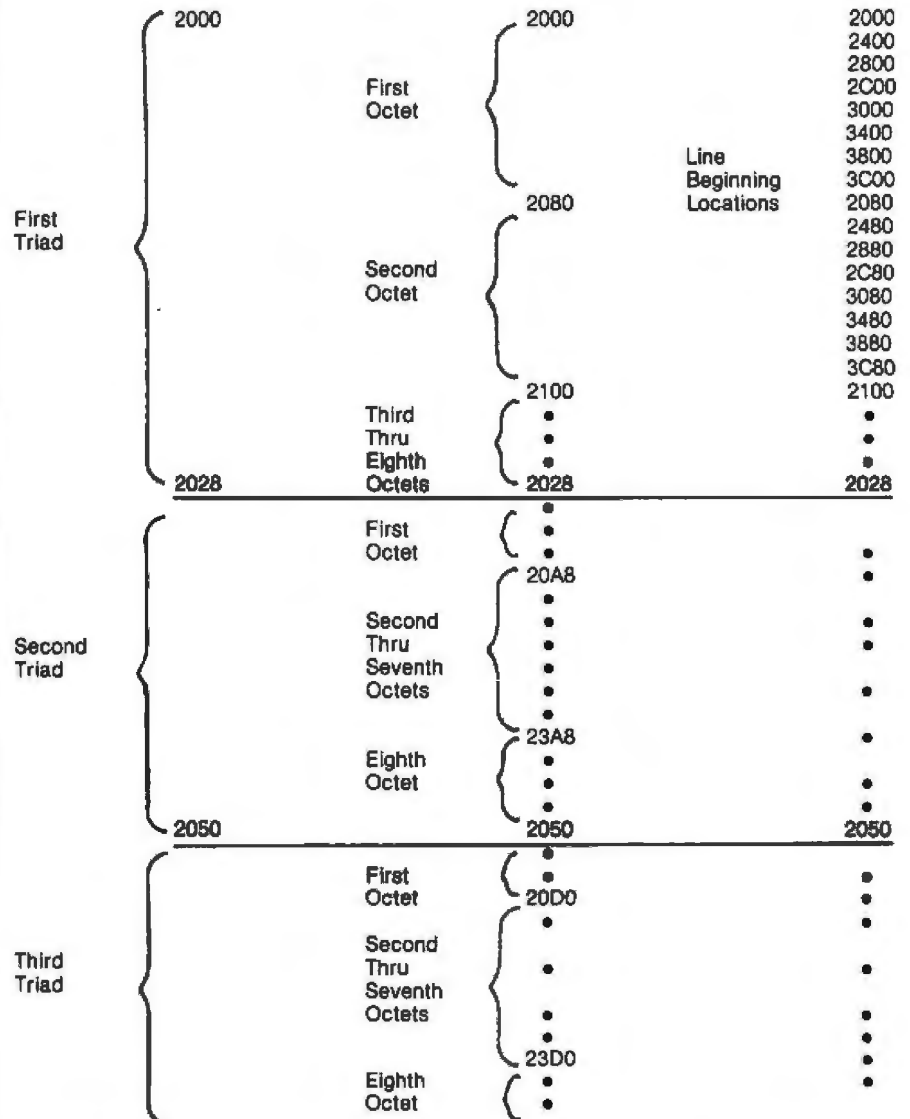 2000 2000 2000
2400
First 2800
Octet 2C00
3000
3400
Line 3800
Beginning 3C00
2080 Locations 2080
First 2480
Triad 2880
Second 2C80
Octet 3080
3480
3880
3C80
2100 2100
Third
Thru
Eighth
2028 Octets 2028 2028
First
Octet
20A8
Second
Second Thru
Triad Seventh
Octets
23A8
Eighth
Octet
2050 2050 2050
First
Octet 20D0
Second
Third Thru
Triad Seventh
Octets
23D0
Eighth
Octet